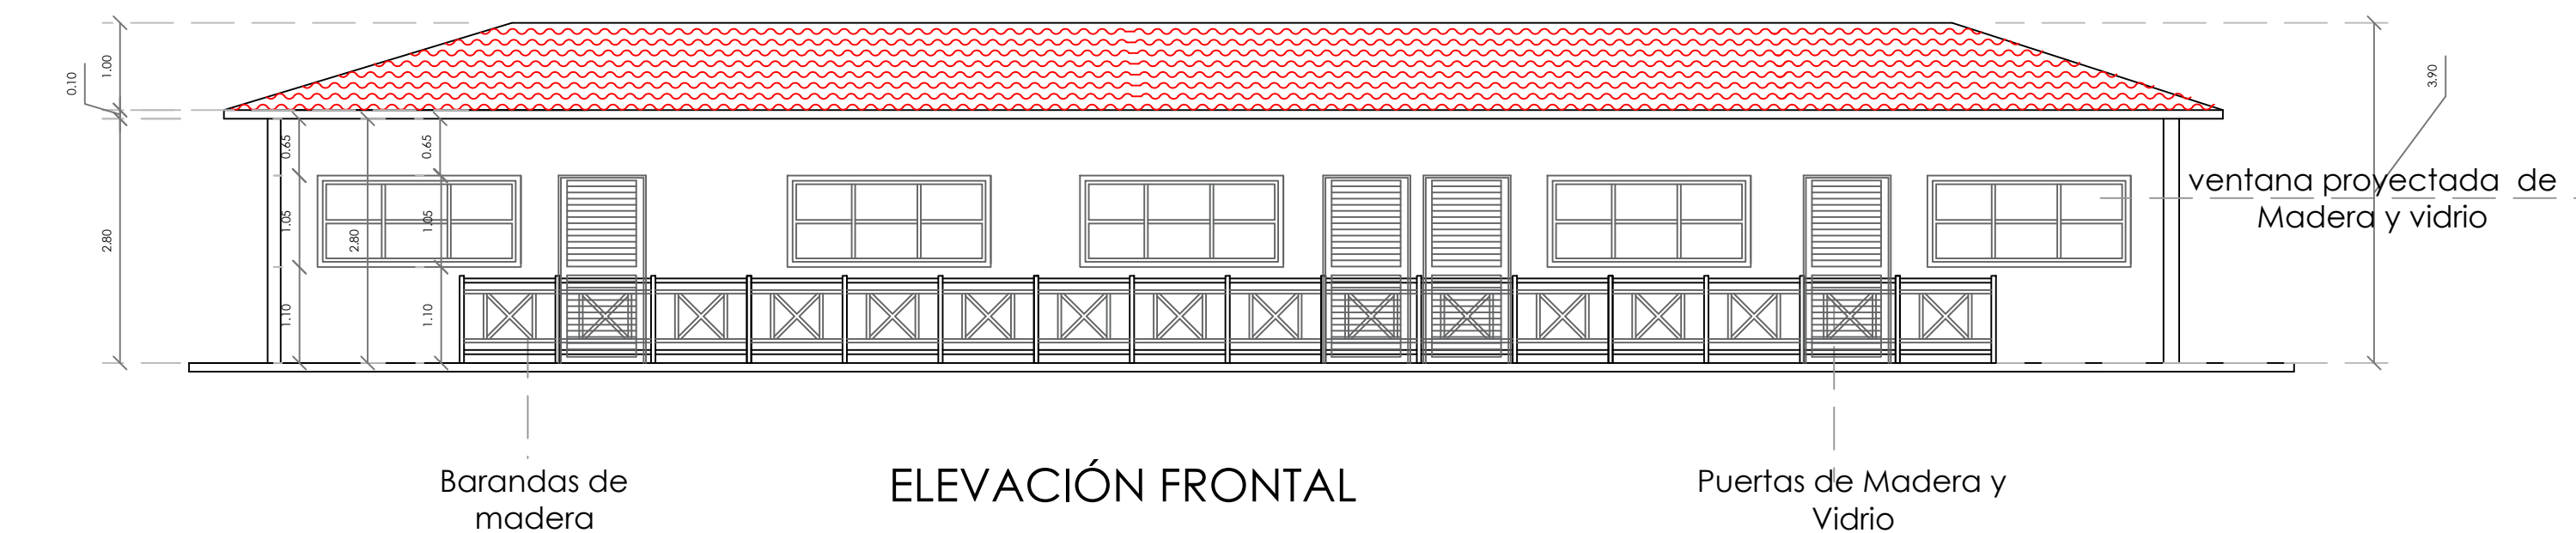 0.10
1.00
3.90
0.65
0.65
ventana proyectada de
Madera y vidrio
2.80
1.05
2.80
1.05
1.10
1.10
Barandas de
madera
ELEVACIÓN FRONTAL
Puertas de Madera y
Vidrio